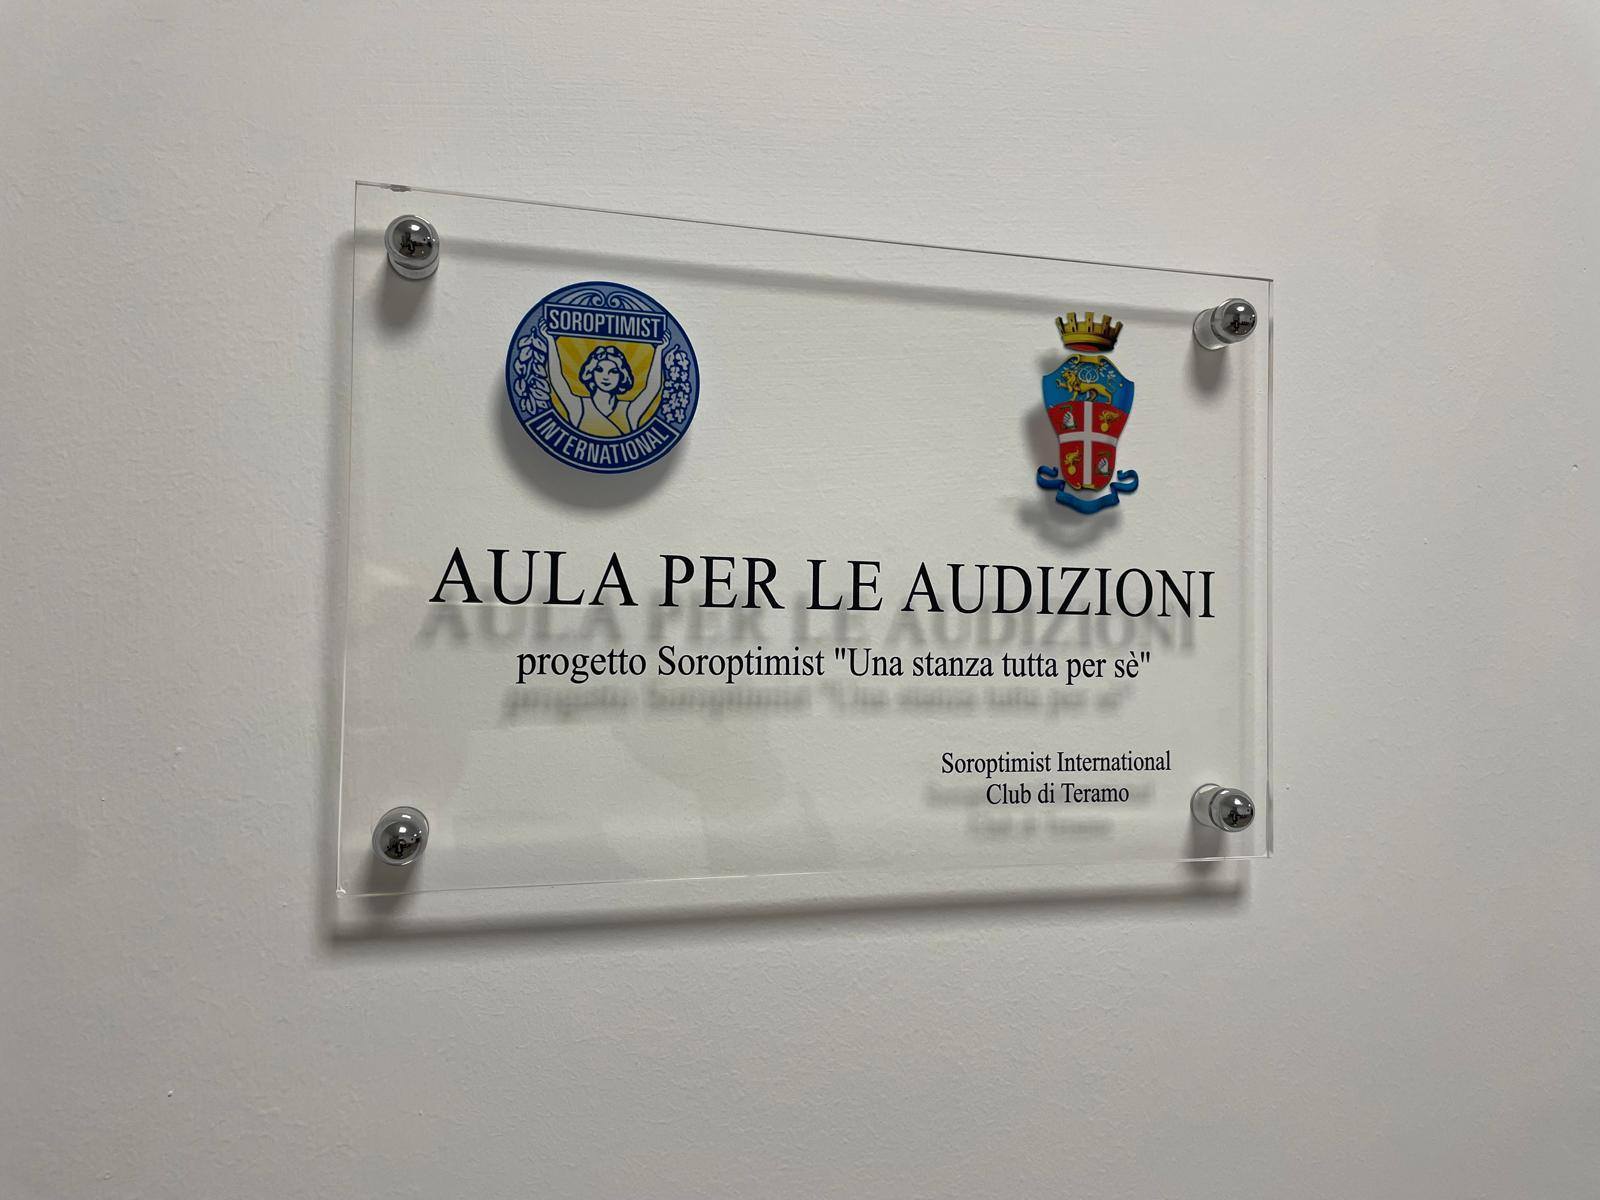 SOROPTIMIST
INTERNATIONAL
AULA PER LE AUDIZIONI
progetto Soroptimist "Una stanza tutta per sè"
Soroptimist International
Club di Teramo